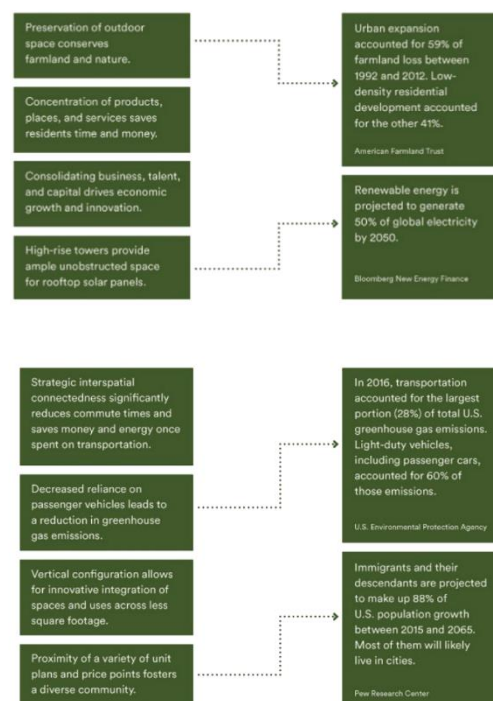 Preservation of outdoor
space conserves
farmland and nature.
Urban expansion
accounted for 59% of
farmland loss between
1992 and 2012. Low-
density residential
development accounted
for the other 41%.
American Farmland Trust
Concentration of products,
places, and services saves
residents time and money.
Consolidating business, talent,
and capital drives economic
growth and innovation.
Renewable energy is
projected to generate
50% of global electricity
by 2050.
Bloomberg New Energy Finance
High-rise towers provide
ample unobstructed space
for rooftop solar panels.
Strategic interspatial
connectedness significantly
reduces commute times and
saves money and energy once
spent on transportation.
In 2016, transportation
accounted for the largest
portion (28%) of total U.S.
greenhouse gas emissions.
Light-duty vehicles,
including passenger cars,
accounted for 60% of
those emissions.
U.S. Environmental Protection Agency
Decreased reliance on
passenger vehicles leads to
a reduction in greenhouse
gas emissions.
Vertical configuration allows
for innovative integration of
spaces and uses across less
square footage.
Immigrants and their
descendants are projected
to make up 88% of
U.S. population growth
between 2015 and 2065.
Most of them will likely
live in cities.
Pew Research Center
Proximity of a variety of unit
plans and price points fosters
a diverse community.